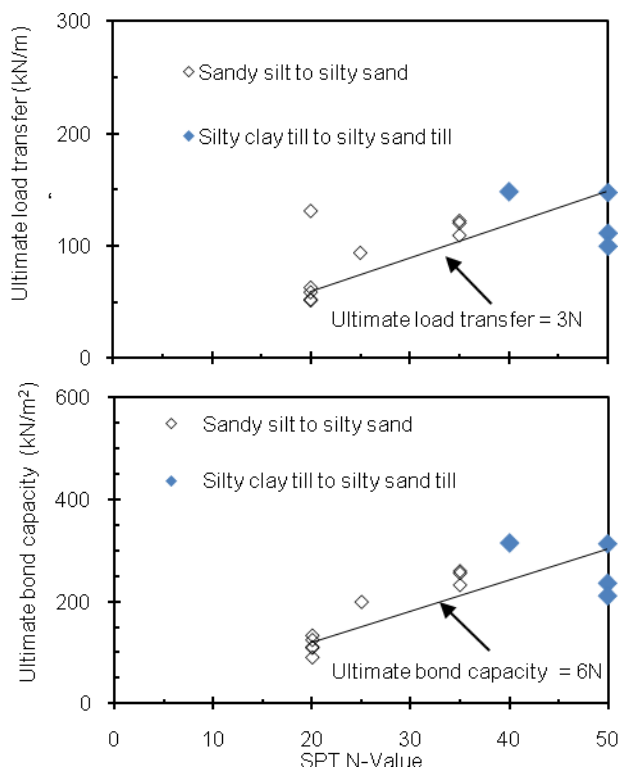 Ultimate load transfer (kN/m)
300
200
100
0
Sandy silt to silty sand
Silty clay till to silty sand till
Ultimate load transfer = 3N
Ultimate bond capacity (kN/m²)
600
400
200
0
Sandy silt to silty sand
Silty clay till to silty sand till
Ultimate bond capacity = 6N
0 10 20 30 40 50
SPT N-Value